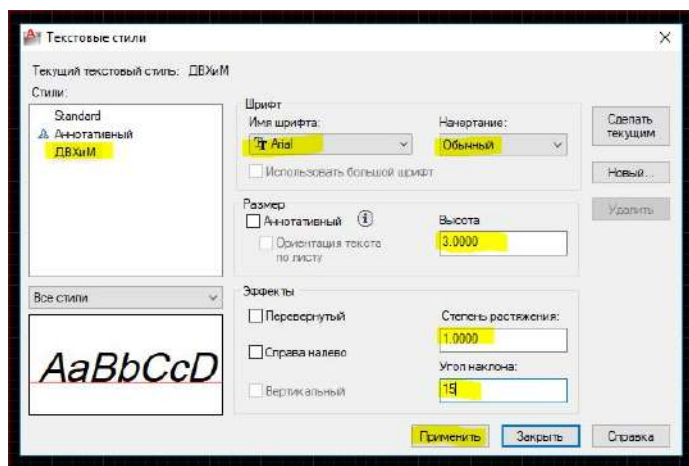 Текстовые стили
Текущий текстовый стиль: ДВХиМ
Стили:
Standard
Аннотативный
ДВХиМ
Все стили
AaBbCcD
Шрифт
Имя шрифта:
Arial
Начертание:
Обычный
Использовать большой шрифт
Размер
Аннотативный
Ориентация текста
по листу
Высота
3.0000
Эффекты
Перевернутый
Справа налево
Вертикальный
Степень растяжения:
1.0000
Угол наклона:
15
Сделать
текущим
Новый...
Удалить
Применить
Закрыть
Справка